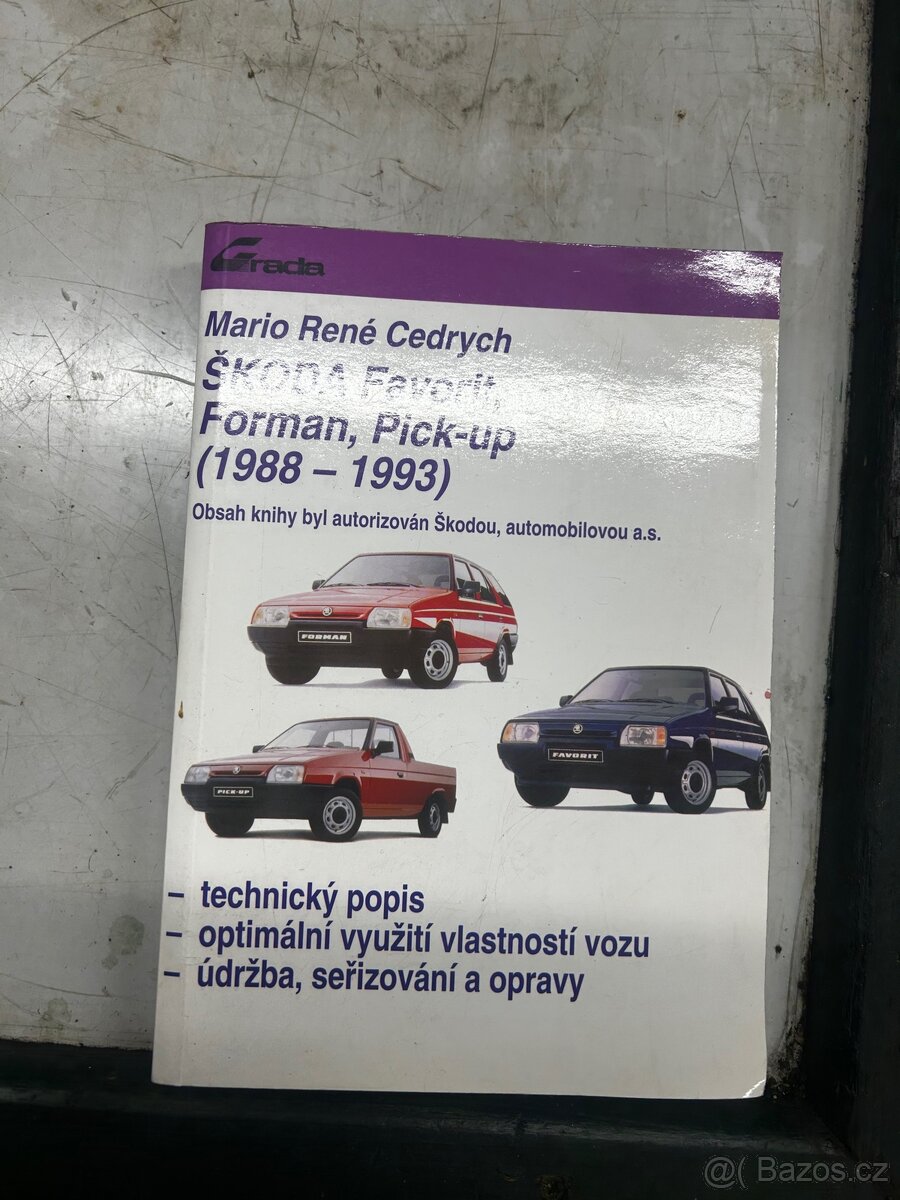 Grada
Mario René Cedrych
ŠKODA Favorit,
Forman, Pick-up
(1988 – 1993)
Obsah knihy byl autorizován Škodou, automobilovou a.s.
FORMAN
FAVORIT
PICK-UP
– technický popis
– optimální využití vlastností vozu
– údržba, seřizování a opravy
@( Bazos.cz